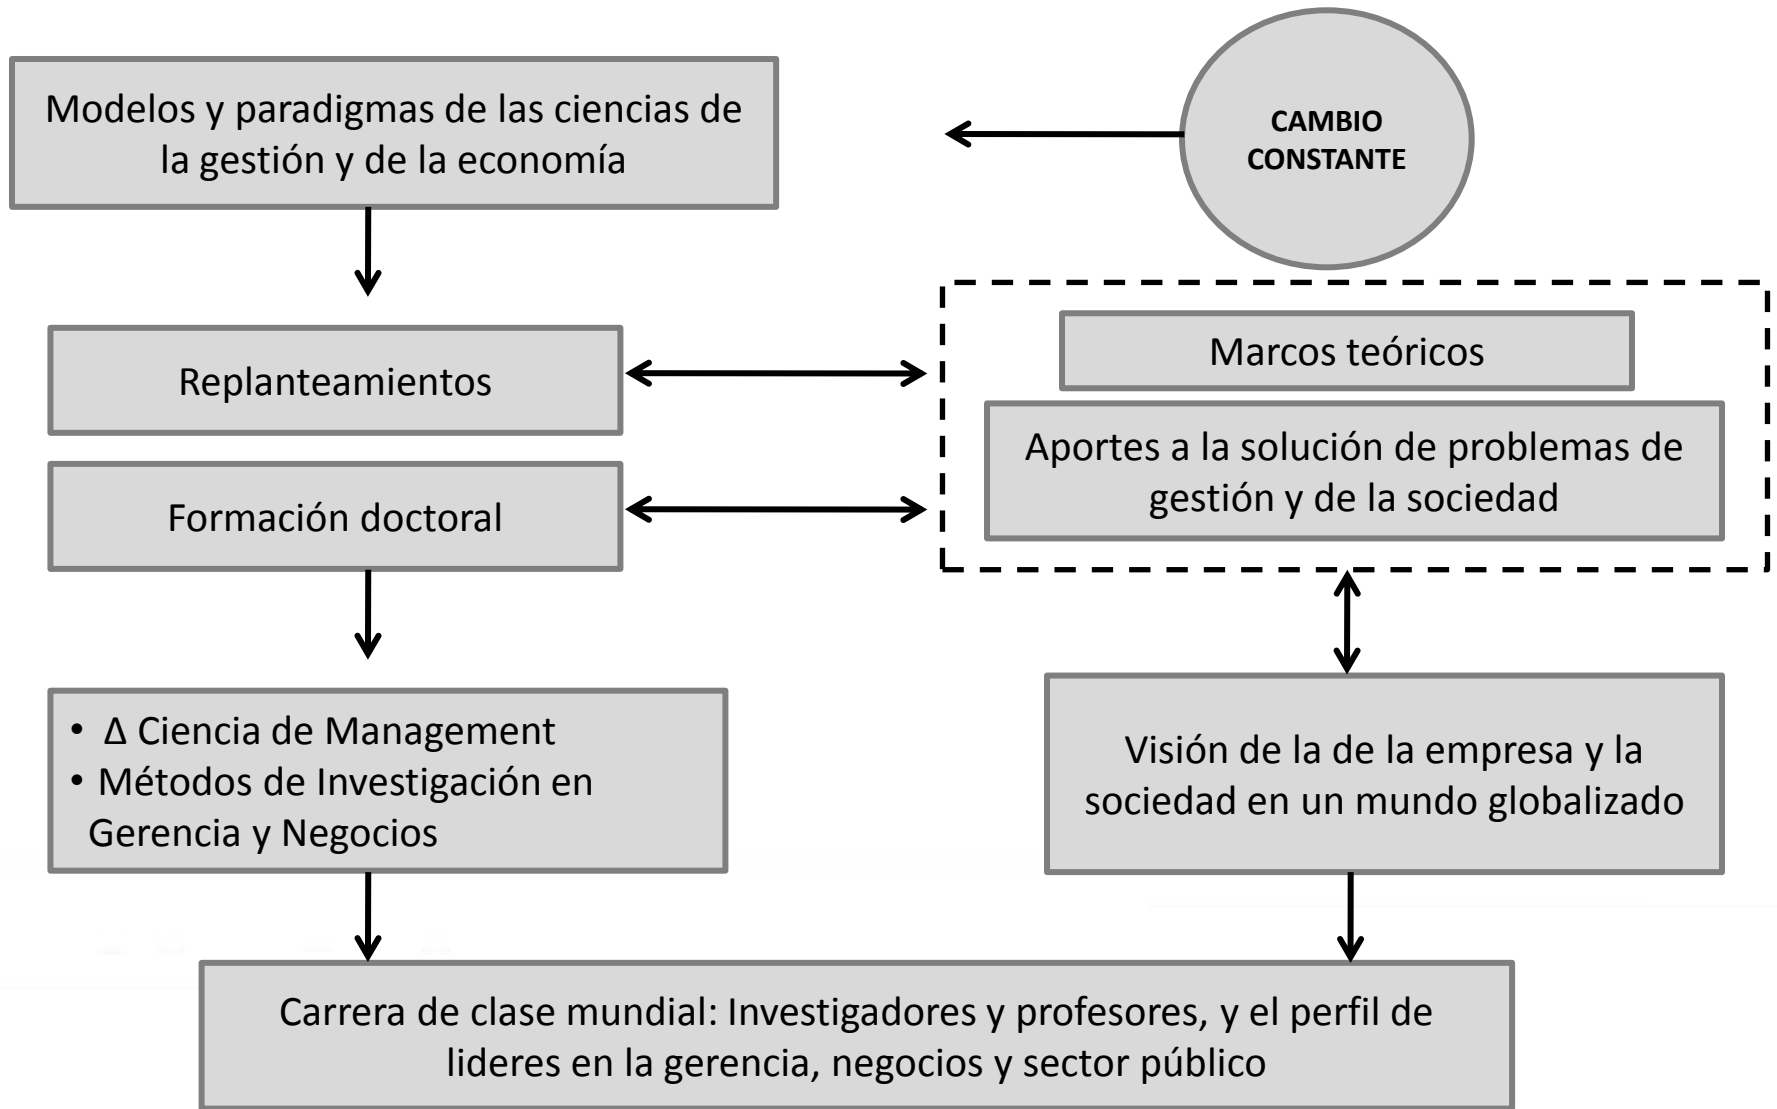 Modelos y paradigmas de las ciencias de
la gestión y de la economía
CAMBIO
CONSTANTE
Replanteamientos
Marcos teóricos
Aportes a la solución de problemas de
gestión y de la sociedad
Formación doctoral
• Δ Ciencia de Management
• Métodos de Investigación en
Gerencia y Negocios
Visión de la de la empresa y la
sociedad en un mundo globalizado
Carrera de clase mundial: Investigadores y profesores, y el perfil de
lideres en la gerencia, negocios y sector público